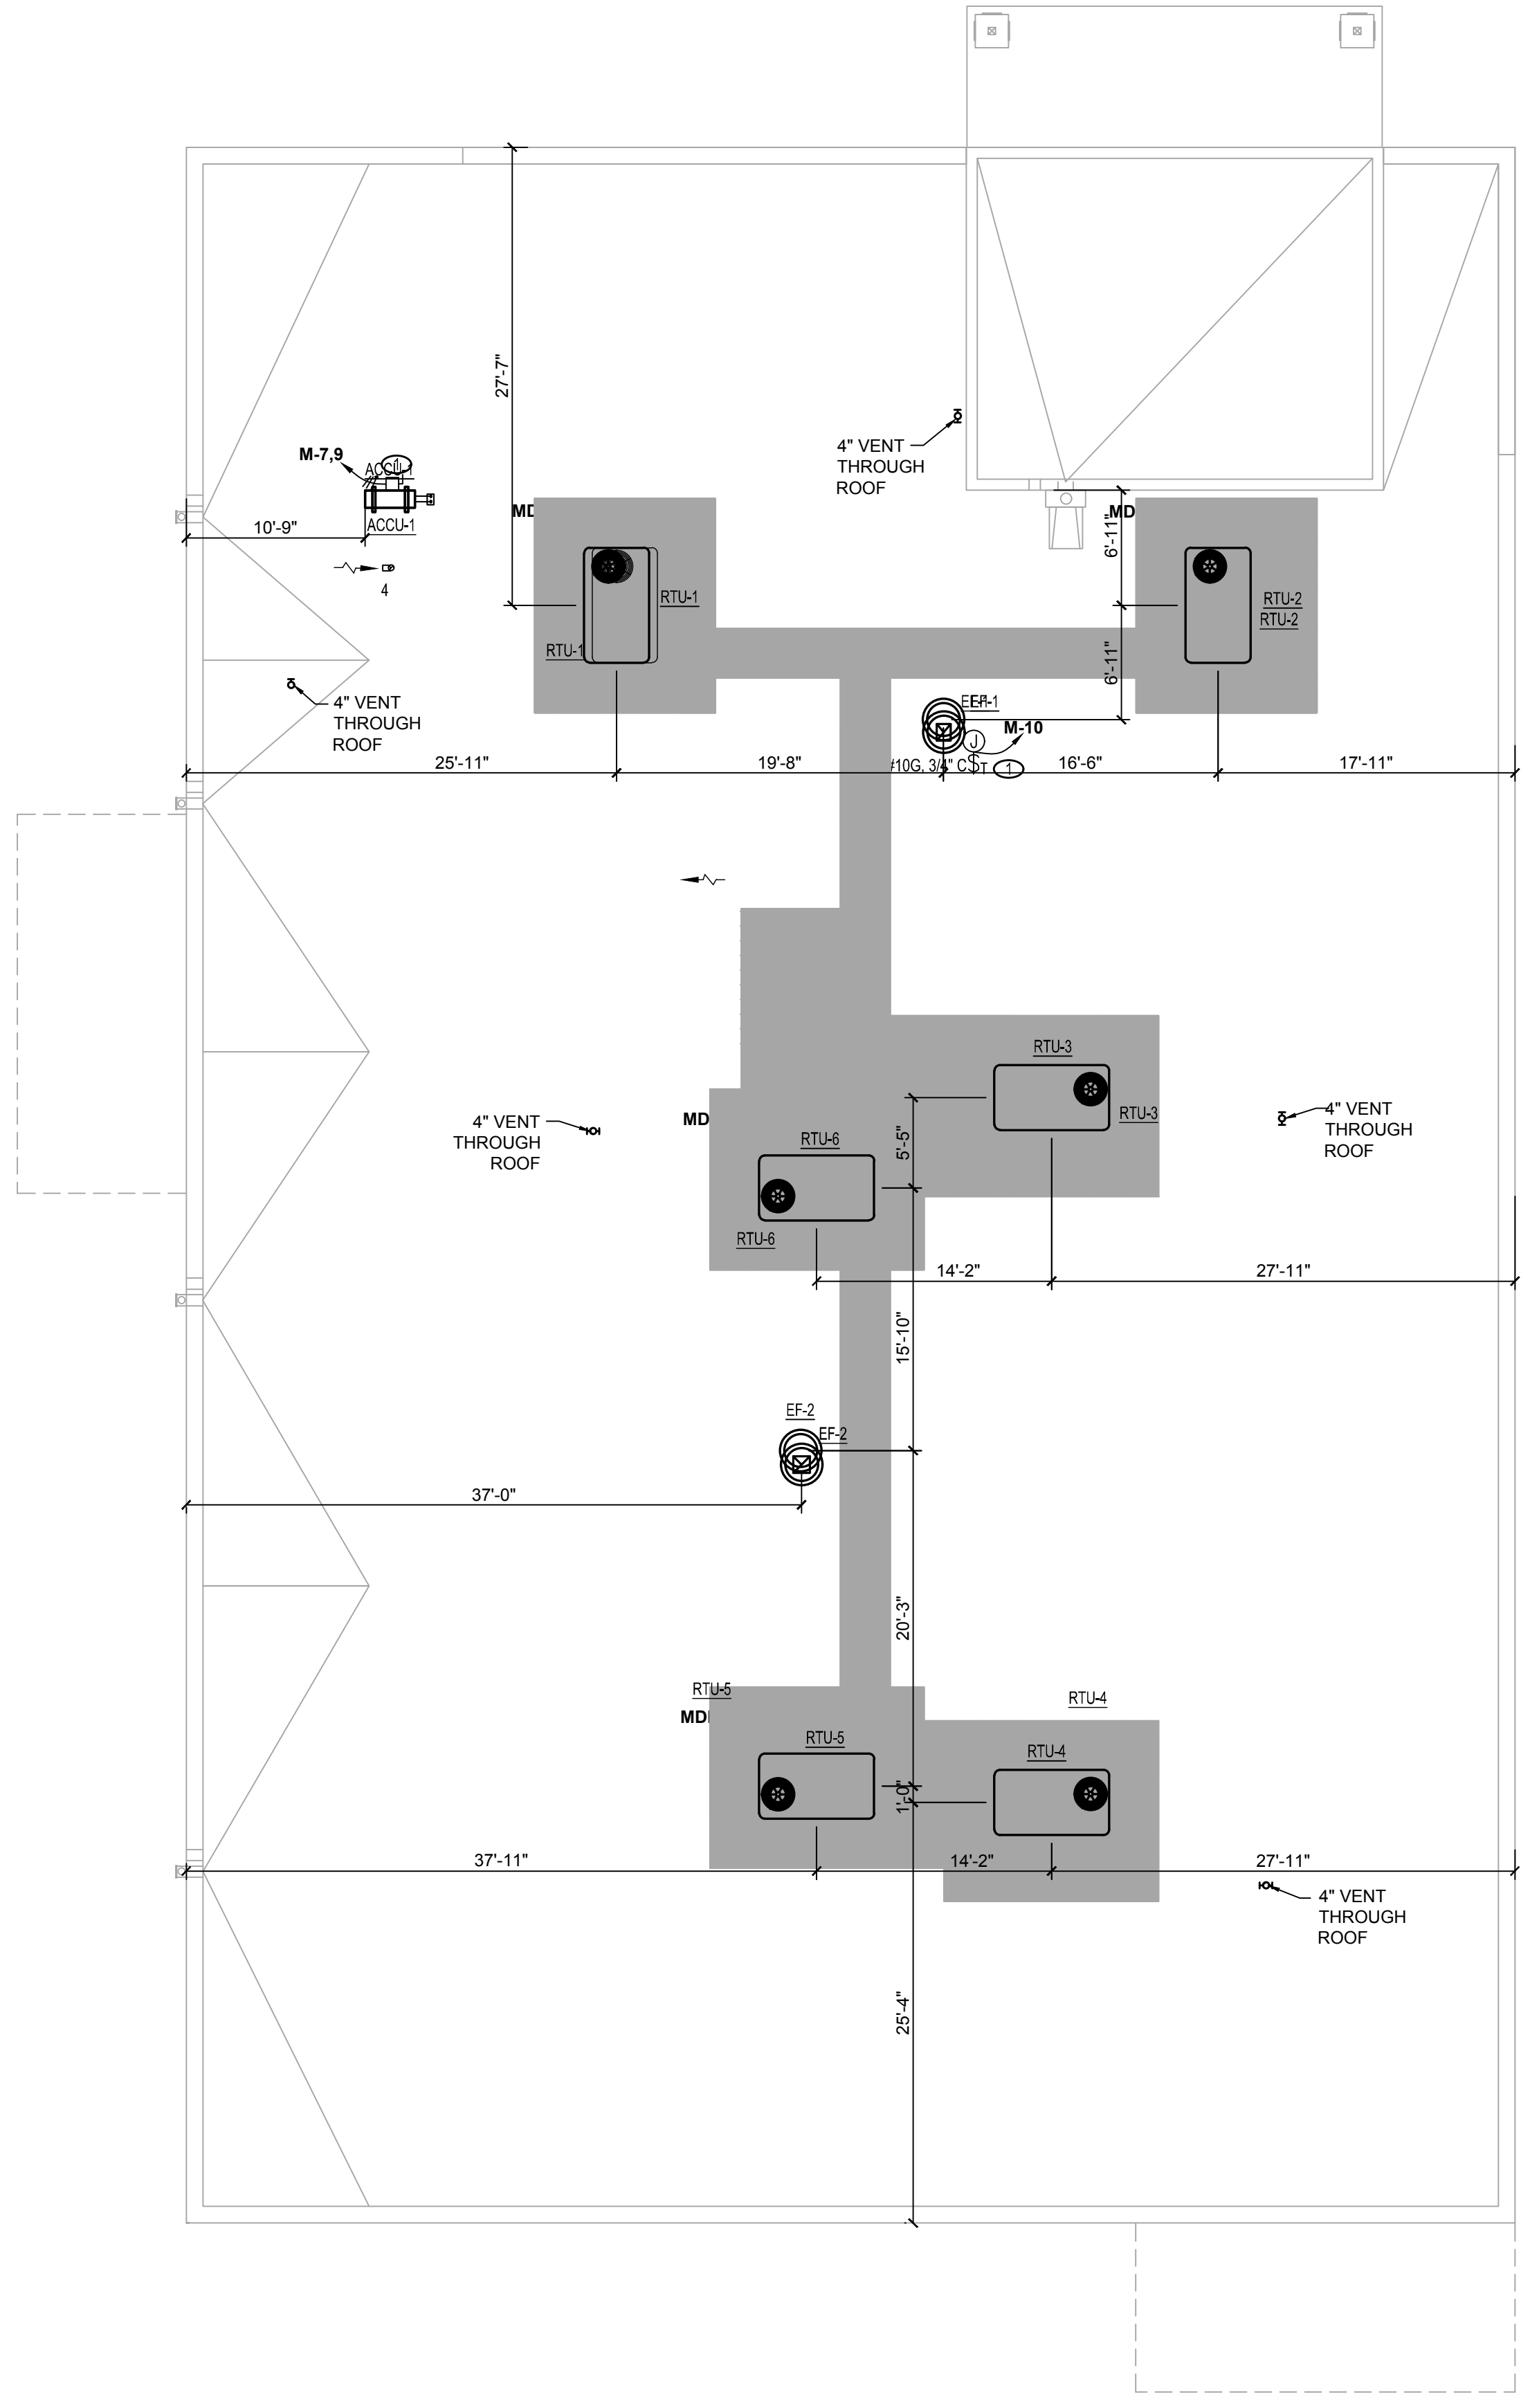 27'-7"
4" VENT
THROUGH
ROOF
M-7,9
1
ACCU-1
ACCU-1
10'-9"
4
MD
MD
6'-11"
6'-11"
RTU-1
RTU-1
RTU-2
RTU-2
4" VENT
THROUGH
ROOF
EF-1
M-10
J
#10G, 3/4" C
$T
1
25'-11"
19'-8"
16'-6"
17'-11"
RTU-3
RTU-3
MD
4" VENT
THROUGH
ROOF
4" VENT
THROUGH
ROOF
RTU-6
RTU-6
5'-5"
14'-2"
27'-11"
15'-10"
EF-2
EF-2
37'-0"
20'-3"
RTU-5
MD
RTU-5
RTU-4
RTU-4
1'-0"
37'-11"
14'-2"
27'-11"
4" VENT
THROUGH
ROOF
25'-4"